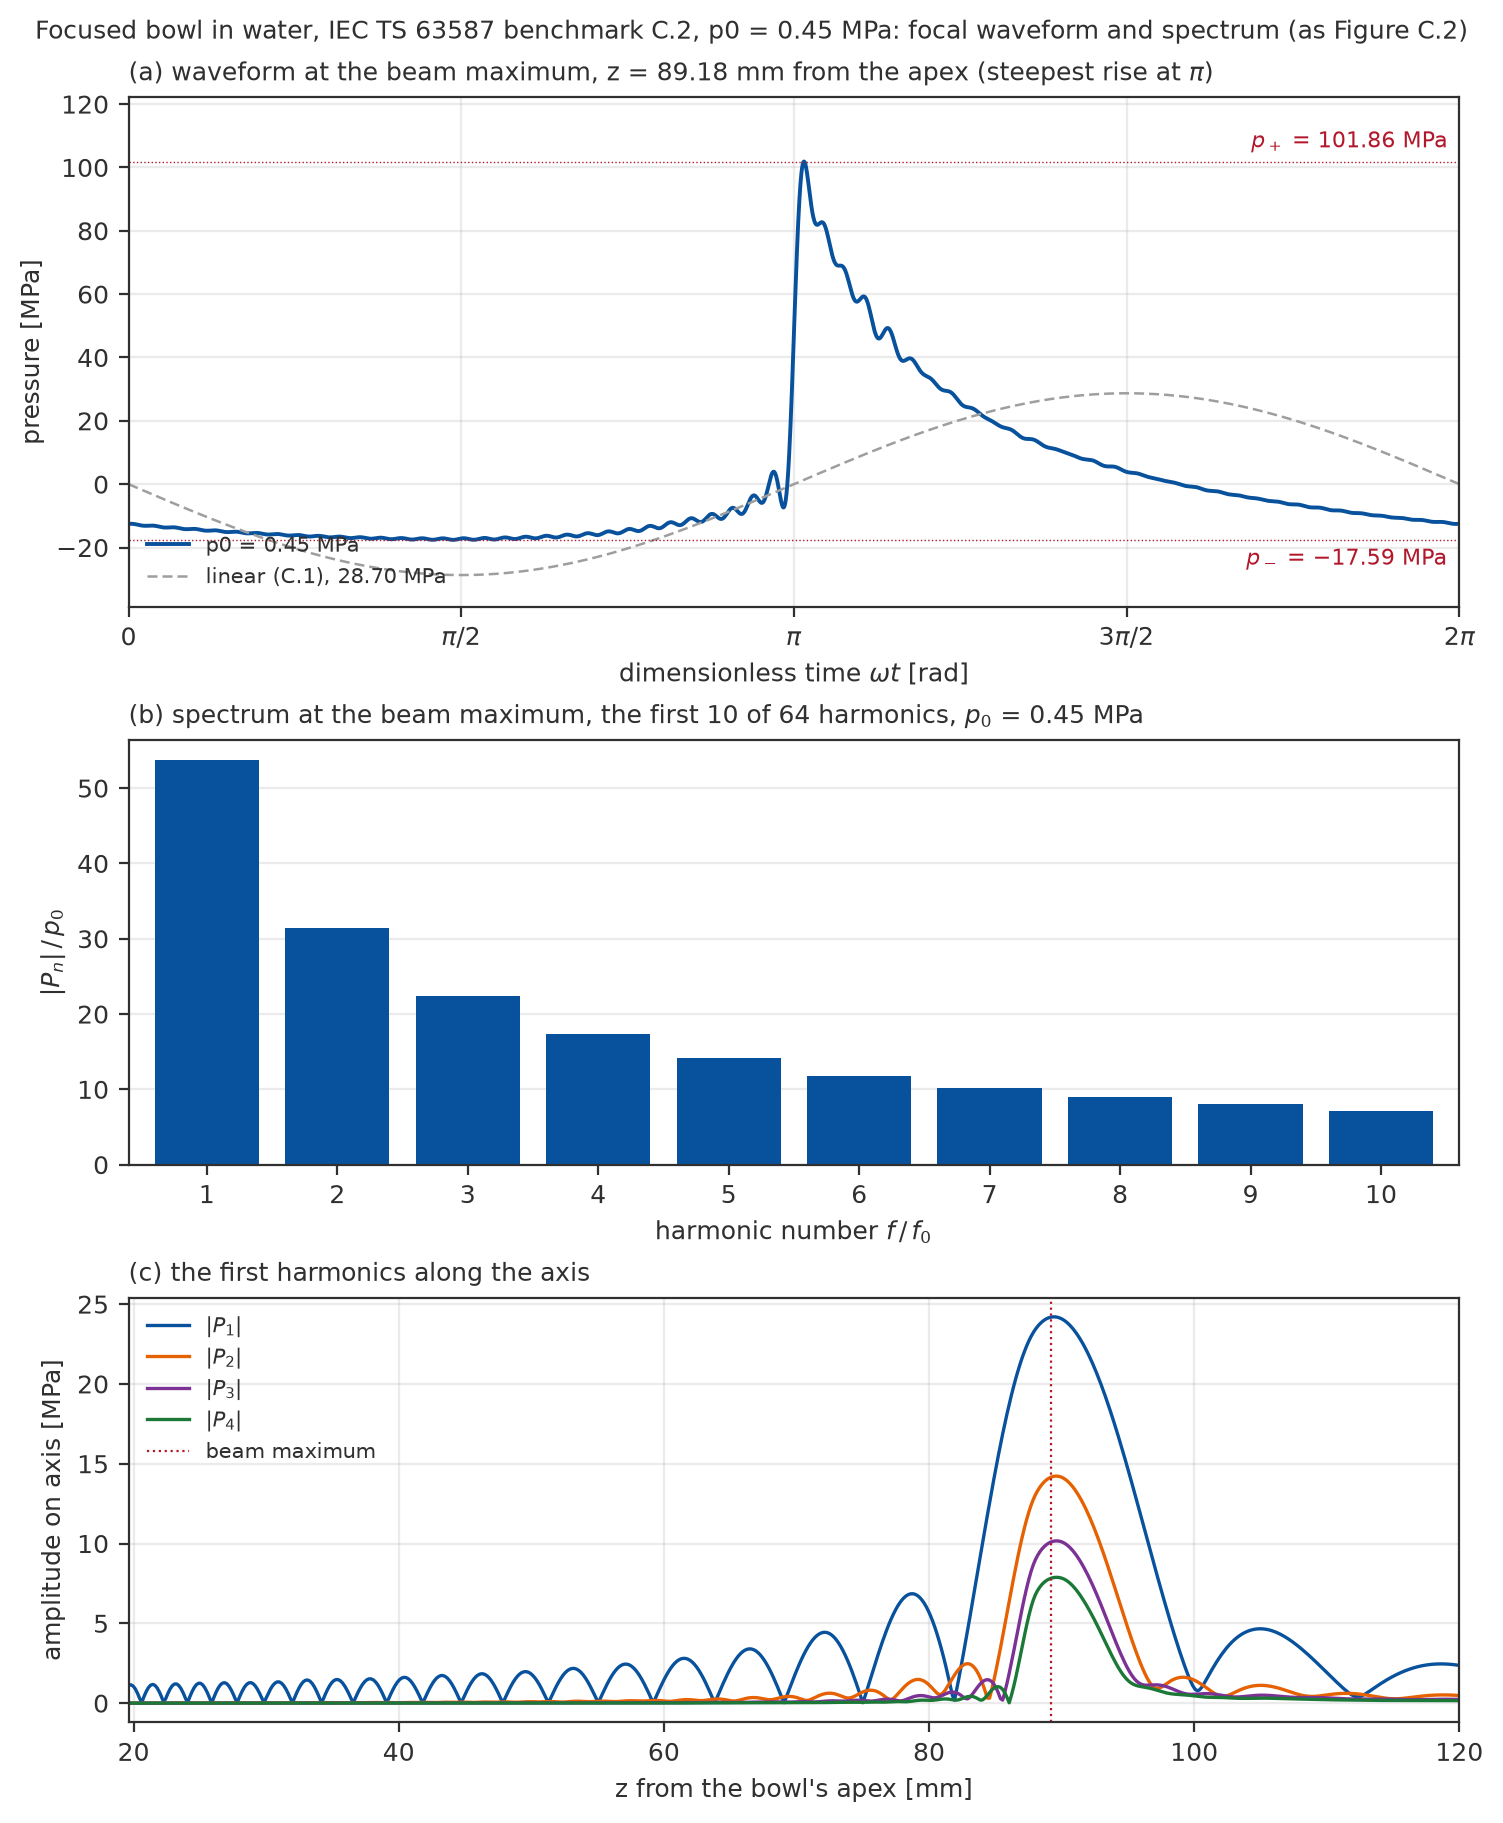 Focused bowl in water, IEC TS 63587 benchmark C.2, p0 = 0.45 MPa: focal waveform and spectrum (as Figure C.2)
(a) waveform at the beam maximum, z = 89.18 mm from the apex (steepest rise at π)
120
100
80
60
40
20
0
−20
pressure [MPa]
p₊ = 101.86 MPa
p₋ = −17.59 MPa
p0 = 0.45 MPa
linear (C.1), 28.70 MPa
0
π/2
π
3π/2
2π
dimensionless time ωt [rad]
(b) spectrum at the beam maximum, the first 10 of 64 harmonics, p₀ = 0.45 MPa
50
40
30
20
10
0
|Pₙ| / p₀
1
2
3
4
5
6
7
8
9
10
harmonic number f / f₀
(c) the first harmonics along the axis
25
20
15
10
5
0
amplitude on axis [MPa]
|P₁|
|P₂|
|P₃|
|P₄|
beam maximum
20
40
60
80
100
120
z from the bowl's apex [mm]